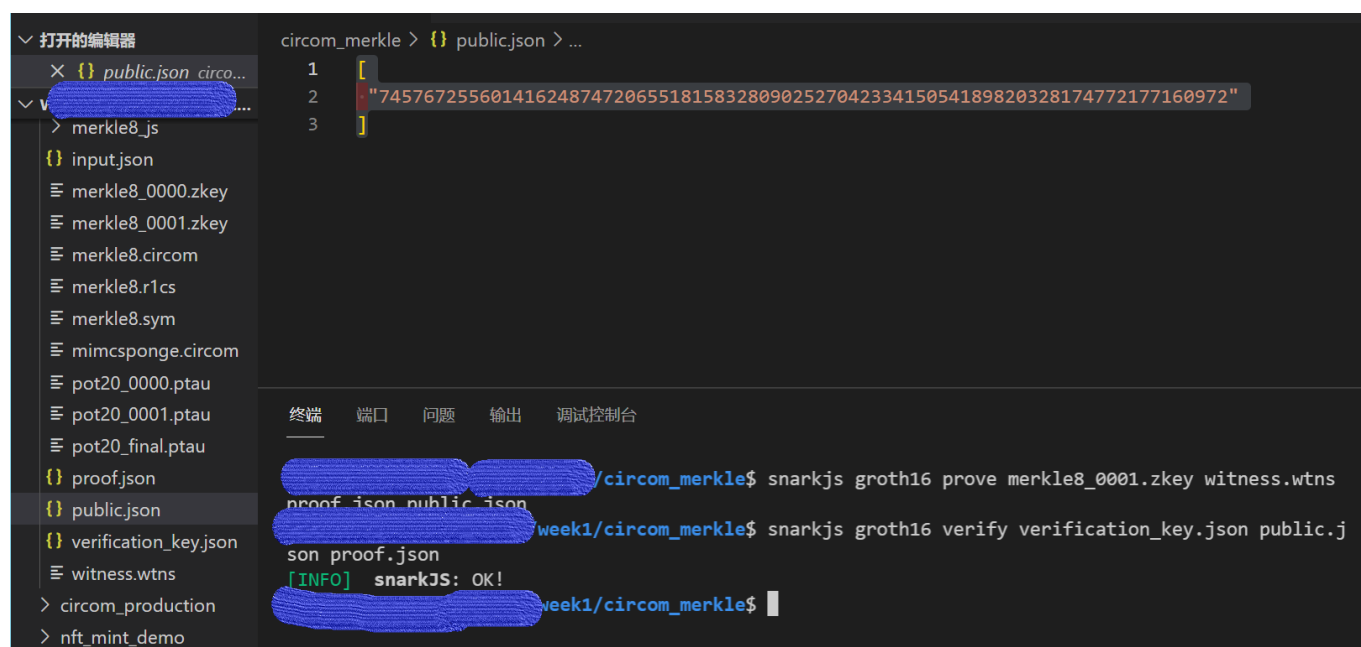 打开的编辑器
{} public.json circo...
...
merkle8_js
{} input.json
merkle8_0000.zkey
merkle8_0001.zkey
merkle8.circom
merkle8.r1cs
merkle8.sym
mimcsponge.circom
pot20_0000.ptau
pot20_0001.ptau
pot20_final.ptau
{} proof.json
{} public.json
{} verification_key.json
witness.wtns
circom_production
nft_mint_demo
circom_merkle > {} public.json > ...
1 [
2 "7457672556014162487472065518158328090252704233415054189820328174772177160972"
3 ]
终端 端口 问题 输出 调试控制台
/circom_merkle$ snarkjs groth16 prove merkle8_0001.zkey witness.wtns
proof.json public.json
week1/circom_merkle$ snarkjs groth16 verify verification_key.json public.j
son proof.json
[INFO] snarkJS: OK!
week1/circom_merkle$